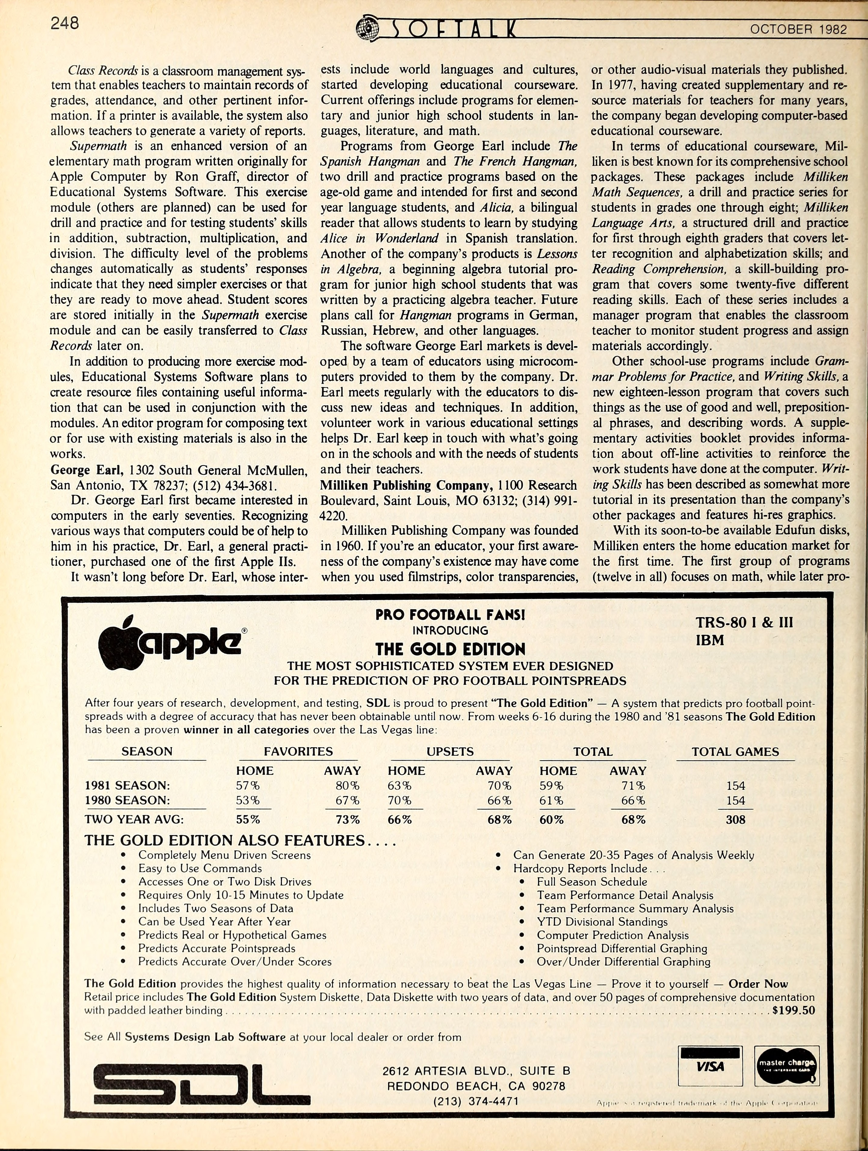 248
SOFTALK
OCTOBER 1982
Class Records is a classroom management sys-
tem that enables teachers to maintain records of
grades, attendance, and other pertinent infor-
mation. If a printer is available, the system also
allows teachers to generate a variety of reports.
Supermath is an enhanced version of an
elementary math program written originally for
Apple Computer by Ron Graff, director of
Educational Systems Software. This exercise
module (others are planned) can be used for
drill and practice and for testing students' skills
in addition, subtraction, multiplication, and
division. The difficulty level of the problems
changes automatically as students' responses
indicate that they need simpler exercises or that
they are ready to move ahead. Student scores
are stored initially in the Supermath exercise
module and can be easily transferred to Class
Records later on.
In addition to producing more exercise mod-
ules, Educational Systems Software plans to
create resource files containing useful informa-
tion that can be used in conjunction with the
modules. An editor program for composing text
or for use with existing materials is also in the
works.
George Earl, 1302 South General McMullen,
San Antonio, TX 78237; (512) 434-3681.
Dr. George Earl first became interested in
computers in the early seventies. Recognizing
various ways that computers could be of help to
him in his practice, Dr. Earl, a general practi-
tioner, purchased one of the first Apple IIs.
It wasn't long before Dr. Earl, whose inter-
ests include world languages and cultures,
started developing educational courseware.
Current offerings include programs for elemen-
tary and junior high school students in lan-
guages, literature, and math.
Programs from George Earl include The
Spanish Hangman and The French Hangman,
two drill and practice programs based on the
age-old game and intended for first and second
year language students, and Alicia, a bilingual
reader that allows students to learn by studying
Alice in Wonderland in Spanish translation.
Another of the company's products is Lessons
in Algebra, a beginning algebra tutorial pro-
gram for junior high school students that was
written by a practicing algebra teacher. Future
plans call for Hangman programs in German,
Russian, Hebrew, and other languages.
The software George Earl markets is devel-
oped by a team of educators using microcom-
puters provided to them by the company. Dr.
Earl meets regularly with the educators to dis-
cuss new ideas and techniques. In addition,
volunteer work in various educational settings
helps Dr. Earl keep in touch with what's going
on in the schools and with the needs of students
and their teachers.
Milliken Publishing Company, 1100 Research
Boulevard, Saint Louis, MO 63132; (314) 991-
4220.
Milliken Publishing Company was founded
in 1960. If you're an educator, your first aware-
ness of the company's existence may have come
when you used filmstrips, color transparencies,
or other audio-visual materials they published.
In 1977, having created supplementary and re-
source materials for teachers for many years,
the company began developing computer-based
educational courseware.
In terms of educational courseware, Mil-
liken is best known for its comprehensive school
packages. These packages include Milliken
Math Sequences, a drill and practice series for
students in grades one through eight; Milliken
Language Arts, a structured drill and practice
for first through eighth graders that covers let-
ter recognition and alphabetization skills; and
Reading Comprehension, a skill-building pro-
gram that covers some twenty-five different
reading skills. Each of these series includes a
manager program that enables the classroom
teacher to monitor student progress and assign
materials accordingly.
Other school-use programs include Gram-
mar Problems for Practice, and Writing Skills, a
new eighteen-lesson program that covers such
things as the use of good and well, preposition-
al phrases, and describing words. A supple-
mentary activities booklet provides informa-
tion about off-line activities to reinforce the
work students have done at the computer. Writ-
ing Skills has been described as somewhat more
tutorial in its presentation than the company's
other packages and features hi-res graphics.
With its soon-to-be available Edufun disks,
Milliken enters the home education market for
the first time. The first group of programs
(twelve in all) focuses on math, while later pro-
apple®
PRO FOOTBALL FANS!
INTRODUCING
THE GOLD EDITION
TRS-80 I & III
IBM
THE MOST SOPHISTICATED SYSTEM EVER DESIGNED
FOR THE PREDICTION OF PRO FOOTBALL POINTSPREADS
After four years of research, development, and testing, SDL is proud to present "The Gold Edition" — A system that predicts pro football point-
spreads with a degree of accuracy that has never been obtainable until now. From weeks 6-16 during the 1980 and '81 seasons The Gold Edition
has been a proven winner in all categories over the Las Vegas line:
SEASON FAVORITES UPSETS TOTAL TOTAL GAMES
HOME AWAY HOME AWAY HOME AWAY
1981 SEASON: 57% 80% 63% 70% 59% 71% 154
1980 SEASON: 53% 67% 70% 66% 61% 66% 154
TWO YEAR AVG: 55% 73% 66% 68% 60% 68% 308
THE GOLD EDITION ALSO FEATURES....
• Completely Menu Driven Screens
• Easy to Use Commands
• Accesses One or Two Disk Drives
• Requires Only 10-15 Minutes to Update
• Includes Two Seasons of Data
• Can be Used Year After Year
• Predicts Real or Hypothetical Games
• Predicts Accurate Pointspreads
• Predicts Accurate Over/Under Scores
• Can Generate 20-35 Pages of Analysis Weekly
• Hardcopy Reports Include...
• Full Season Schedule
• Team Performance Detail Analysis
• Team Performance Summary Analysis
• YTD Divisional Standings
• Computer Prediction Analysis
• Pointspread Differential Graphing
• Over/Under Differential Graphing
The Gold Edition provides the highest quality of information necessary to beat the Las Vegas Line — Prove it to yourself — Order Now
Retail price includes The Gold Edition System Diskette, Data Diskette with two years of data, and over 50 pages of comprehensive documentation
with padded leather binding . . . . . . . . . . $199.50
See All Systems Design Lab Software at your local dealer or order from
SDL
2612 ARTESIA BLVD., SUITE B
REDONDO BEACH, CA 90278
(213) 374-4471
VISA
master charge
THE INTERBANK CARD
Apple is a registered trademark of the Apple Corporation